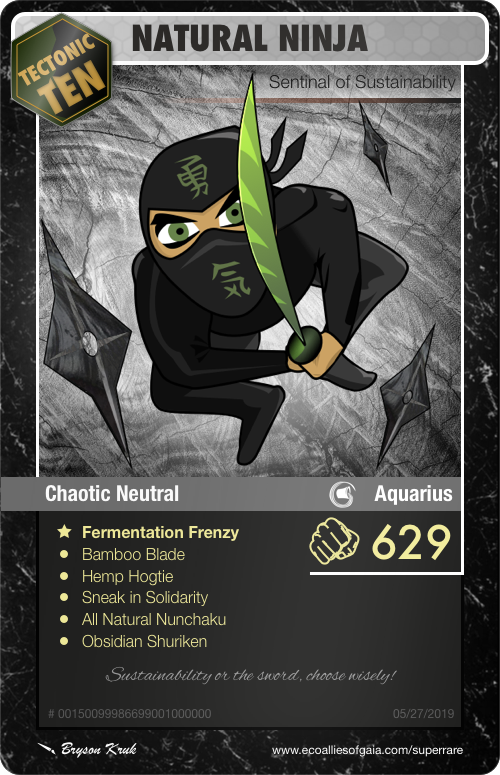 NATURAL NINJA
TECTONIC
TEN
Sentinal of Sustainability
勇
気
Chaotic Neutral
Aquarius
629
Fermentation Frenzy
Bamboo Blade
Hemp Hogtie
Sneak in Solidarity
All Natural Nunchaku
Obsidian Shuriken
Sustainability or the sword, choose wisely!
# 00150099986699001000000
05/27/2019
Bryson Kruk
www.ecoalliesofgaia.com/superrare